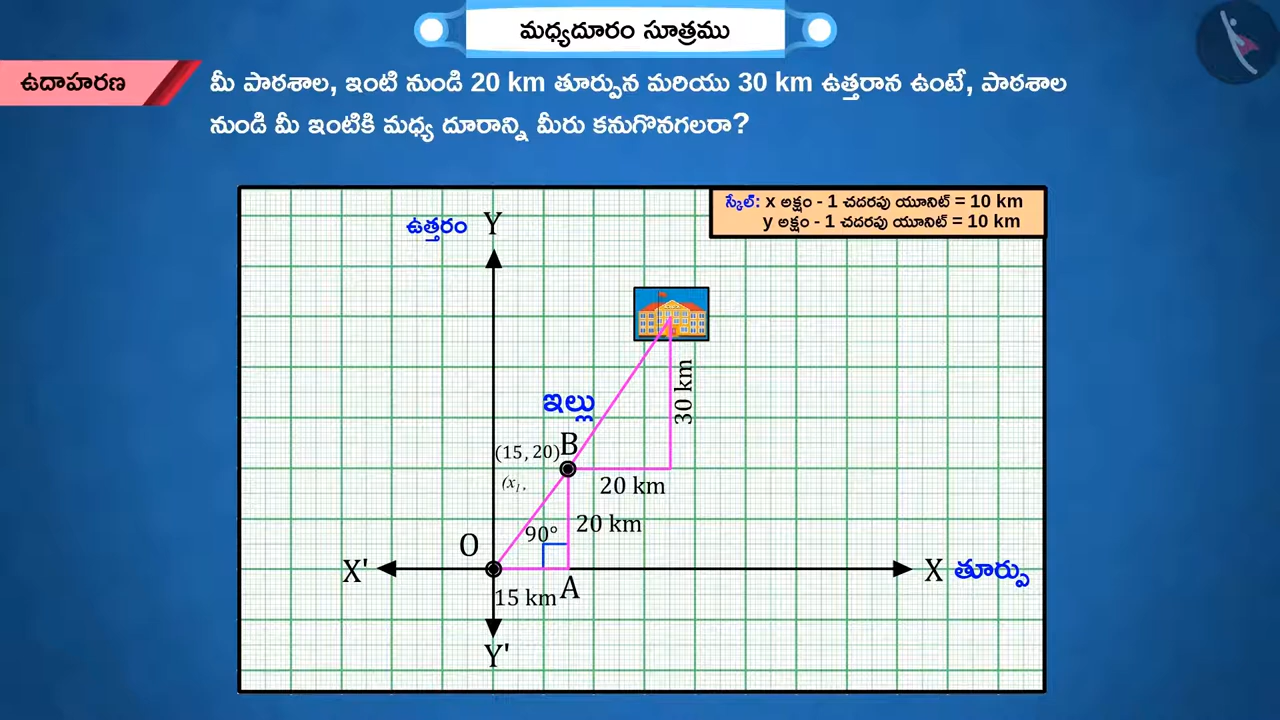 మధ్యదూరం సూత్రము
ఉదాహరణ
మీ పాఠశాల, ఇంటి నుండి 20 km తూర్పున మరియు 30 km ఉత్తరాన ఉంటే, పాఠశాల
నుండి మీ ఇంటికి మధ్య దూరాన్ని మీరు కనుగొనగలరా?
స్కేల్: x అక్షం - 1 చదరపు యూనిట్ = 10 km
y అక్షం - 1 చదరపు యూనిట్ = 10 km
ఉత్తరం Y
30 km
ఇల్లు
(15, 20) B
(x₁,
20 km
20 km
90°
O
X' X తూర్పు
15 km A
Y'